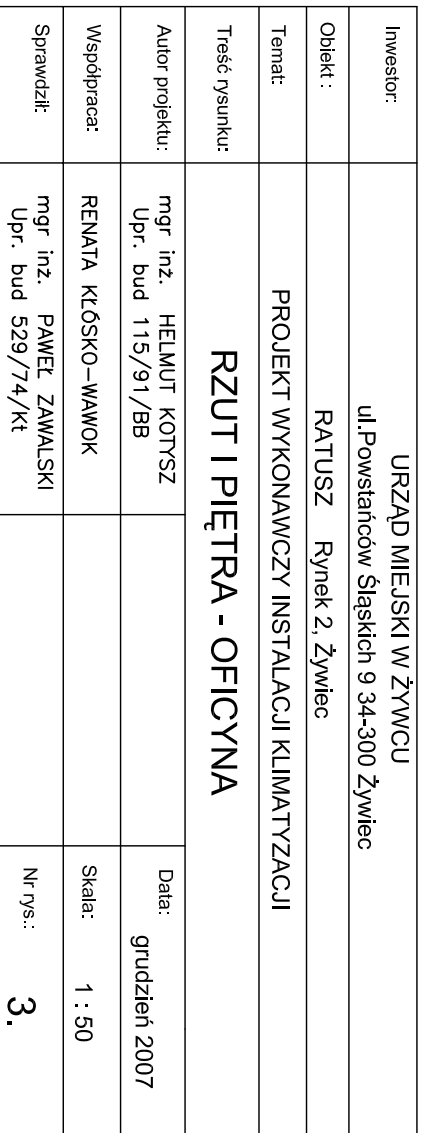 Inwestor:
URZĄD MIEJSKI W ŻYWCU
ul.Powstańców Śląskich 9 34-300 Żywiec
Obiekt :
RATUSZ Rynek 2, Żywiec
Temat:
PROJEKT WYKONAWCZY INSTALACJI KLIMATYZACJI
Treść rysunku:
RZUT I PIĘTRA - OFICYNA
Autor projektu:
mgr inż. HELMUT KOTYSZ
Upr. bud 115/91/BB
Data:
grudzień 2007
Współpraca:
RENATA KŁÓSKO-WAWOK
Skala:
1 : 50
Sprawdził:
mgr inż. PAWEŁ ZAWALSKI
Upr. bud 529/74/Kt
Nr rys.:
3.